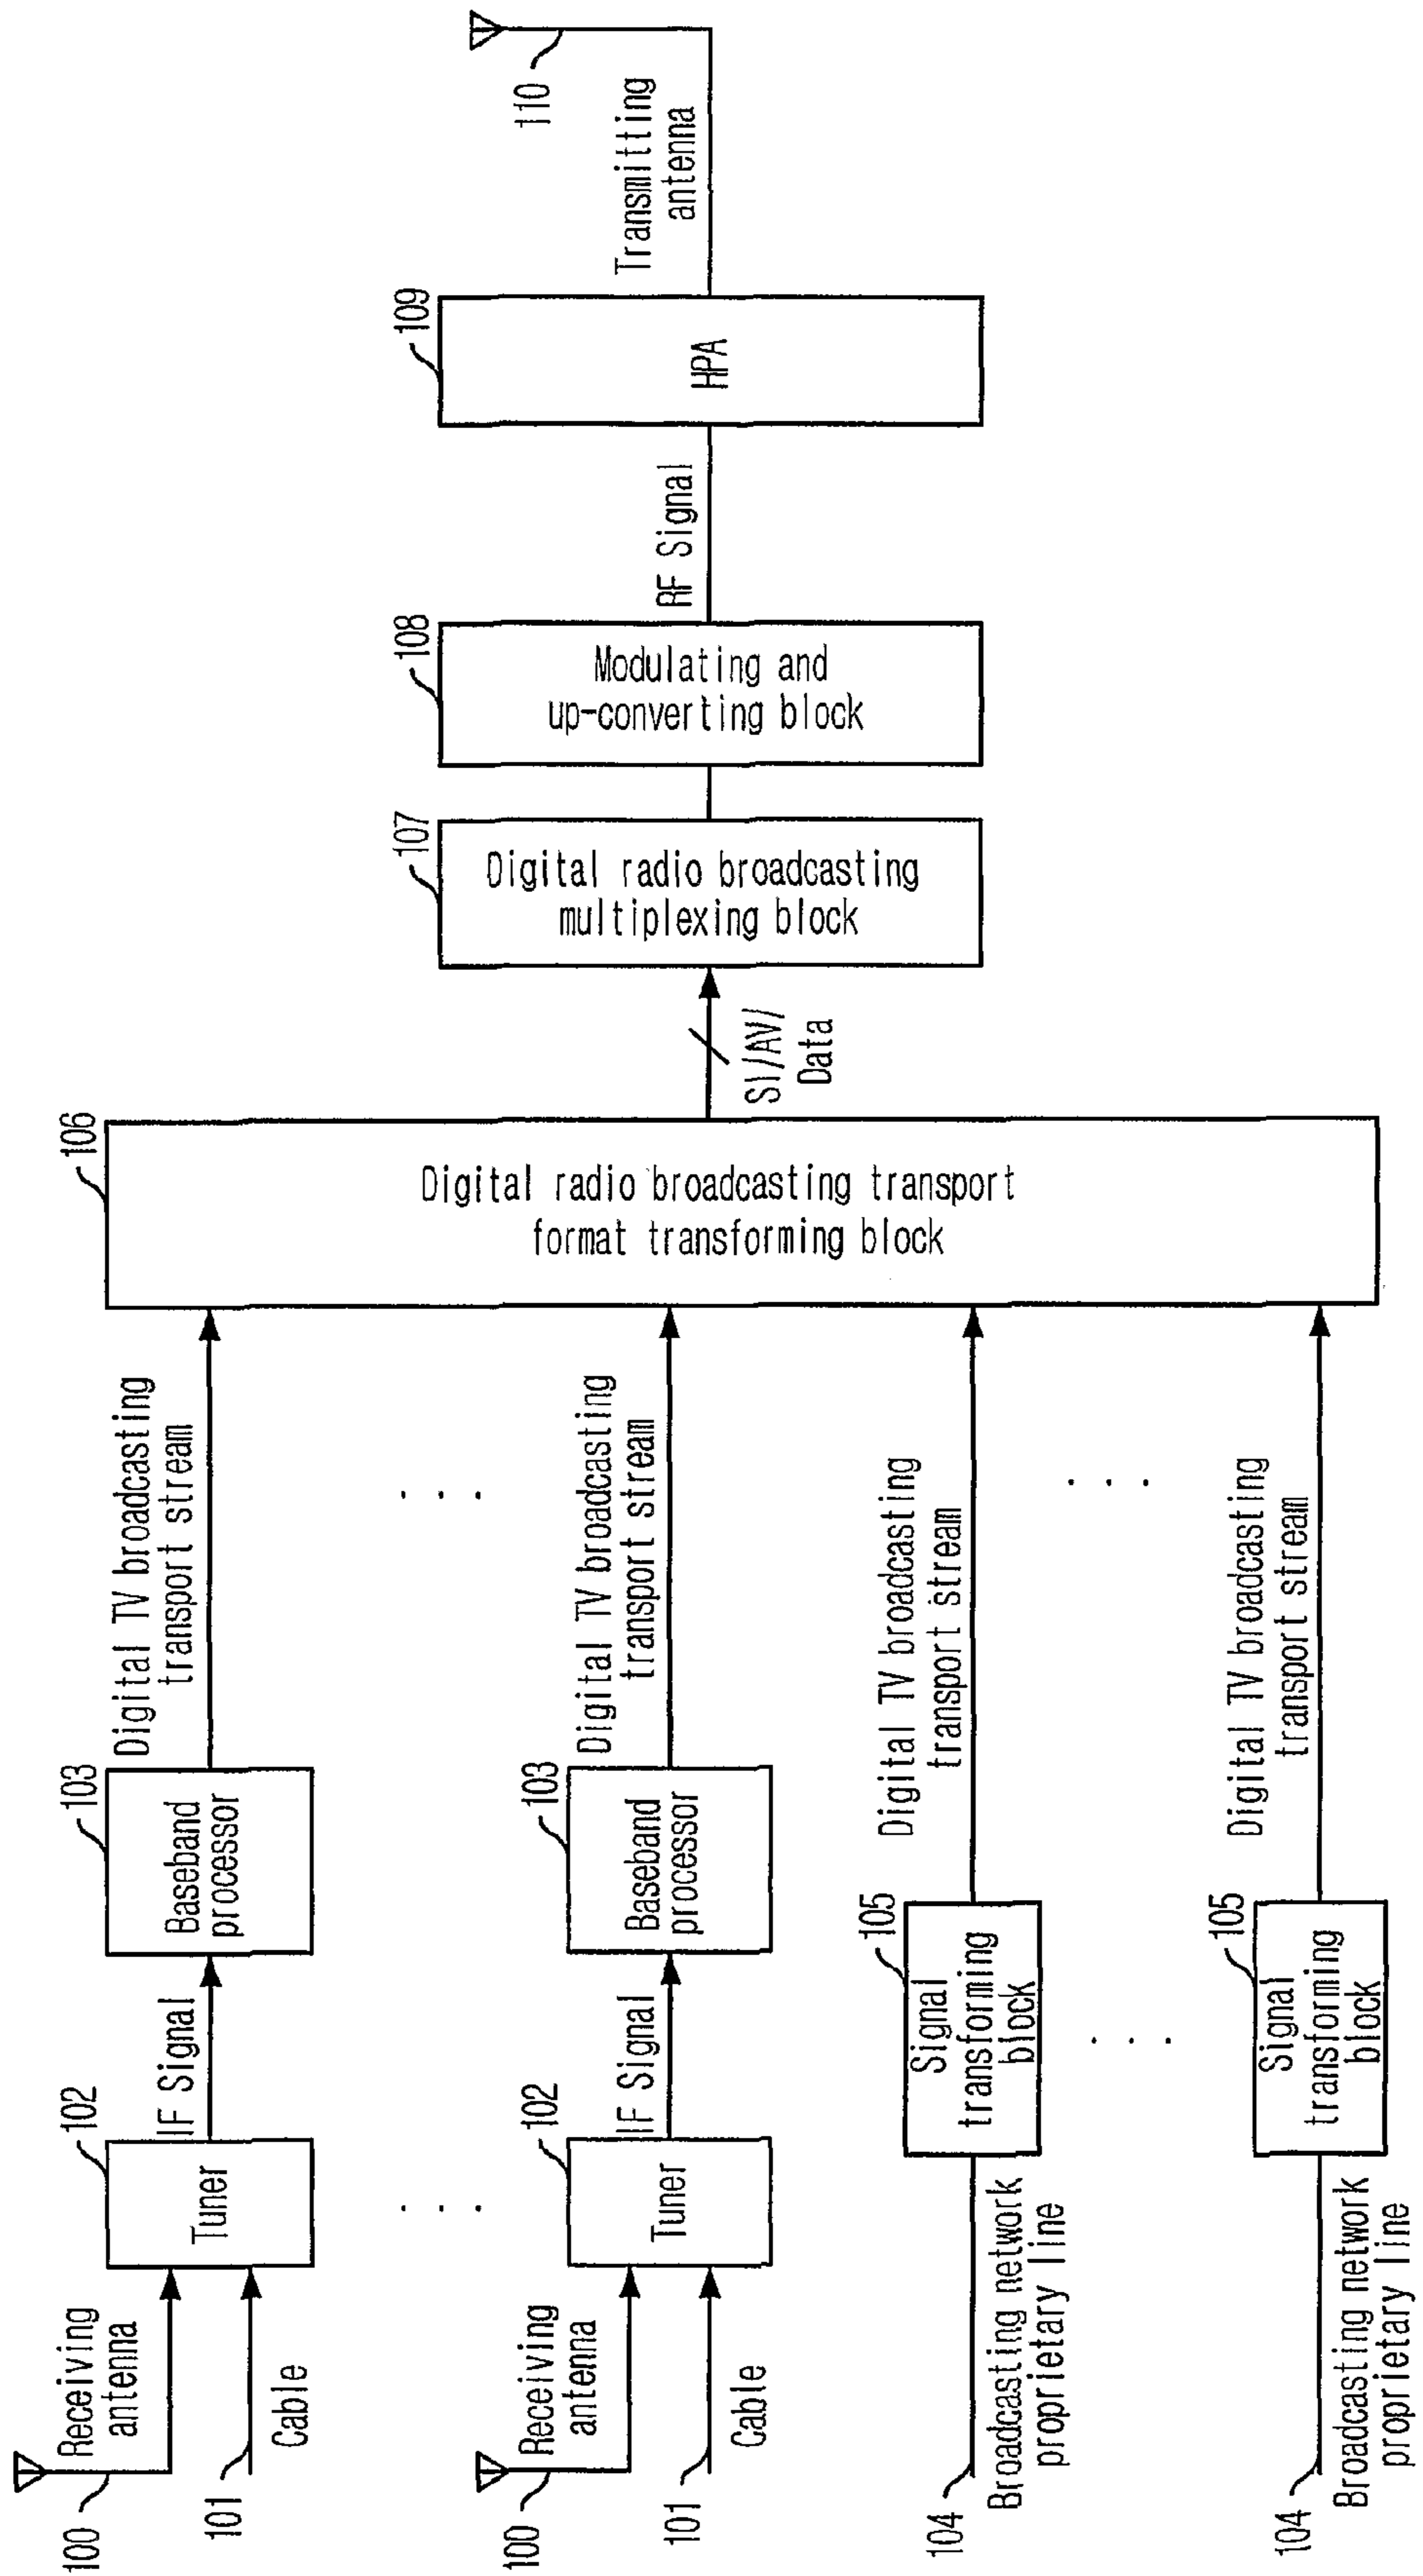 100
Receiving
antenna
101
Cable
102
Tuner
IF Signal
103
Baseband
processor
Digital TV broadcasting
transport stream
. . .
. . .
100
Receiving
antenna
101
Cable
102
Tuner
IF Signal
103
Baseband
processor
Digital TV broadcasting
transport stream
104
Broadcasting network
proprietary line
105
Signal
transforming
block
Digital TV broadcasting
transport stream
. . .
. . .
104
Broadcasting network
proprietary line
105
Signal
transforming
block
Digital TV broadcasting
transport stream
106
Digital radio broadcasting transport
format transforming block
SI/AV/
Data
107
Digital radio broadcasting
multiplexing block
108
Modulating and
up-converting block
RF Signal
109
HPA
Transmitting
antenna
110